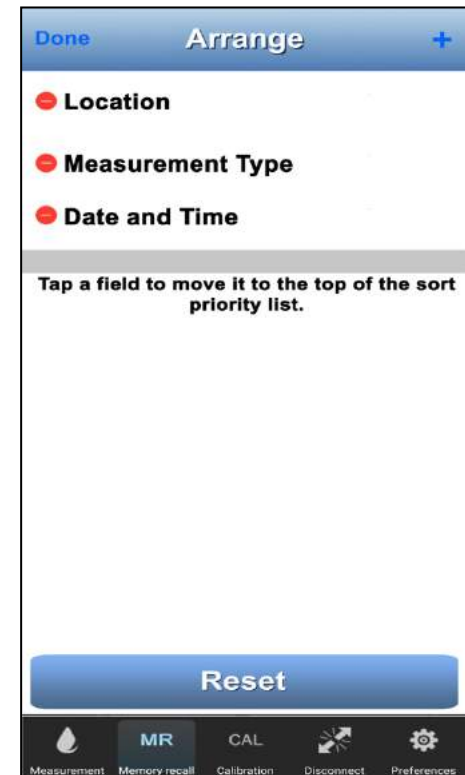 Done Arrange +
Location
Measurement Type
Date and Time
Tap a field to move it to the top of the sort
priority list.
Reset
MR CAL
Measurement Memory recall Calibration Disconnect Preferences